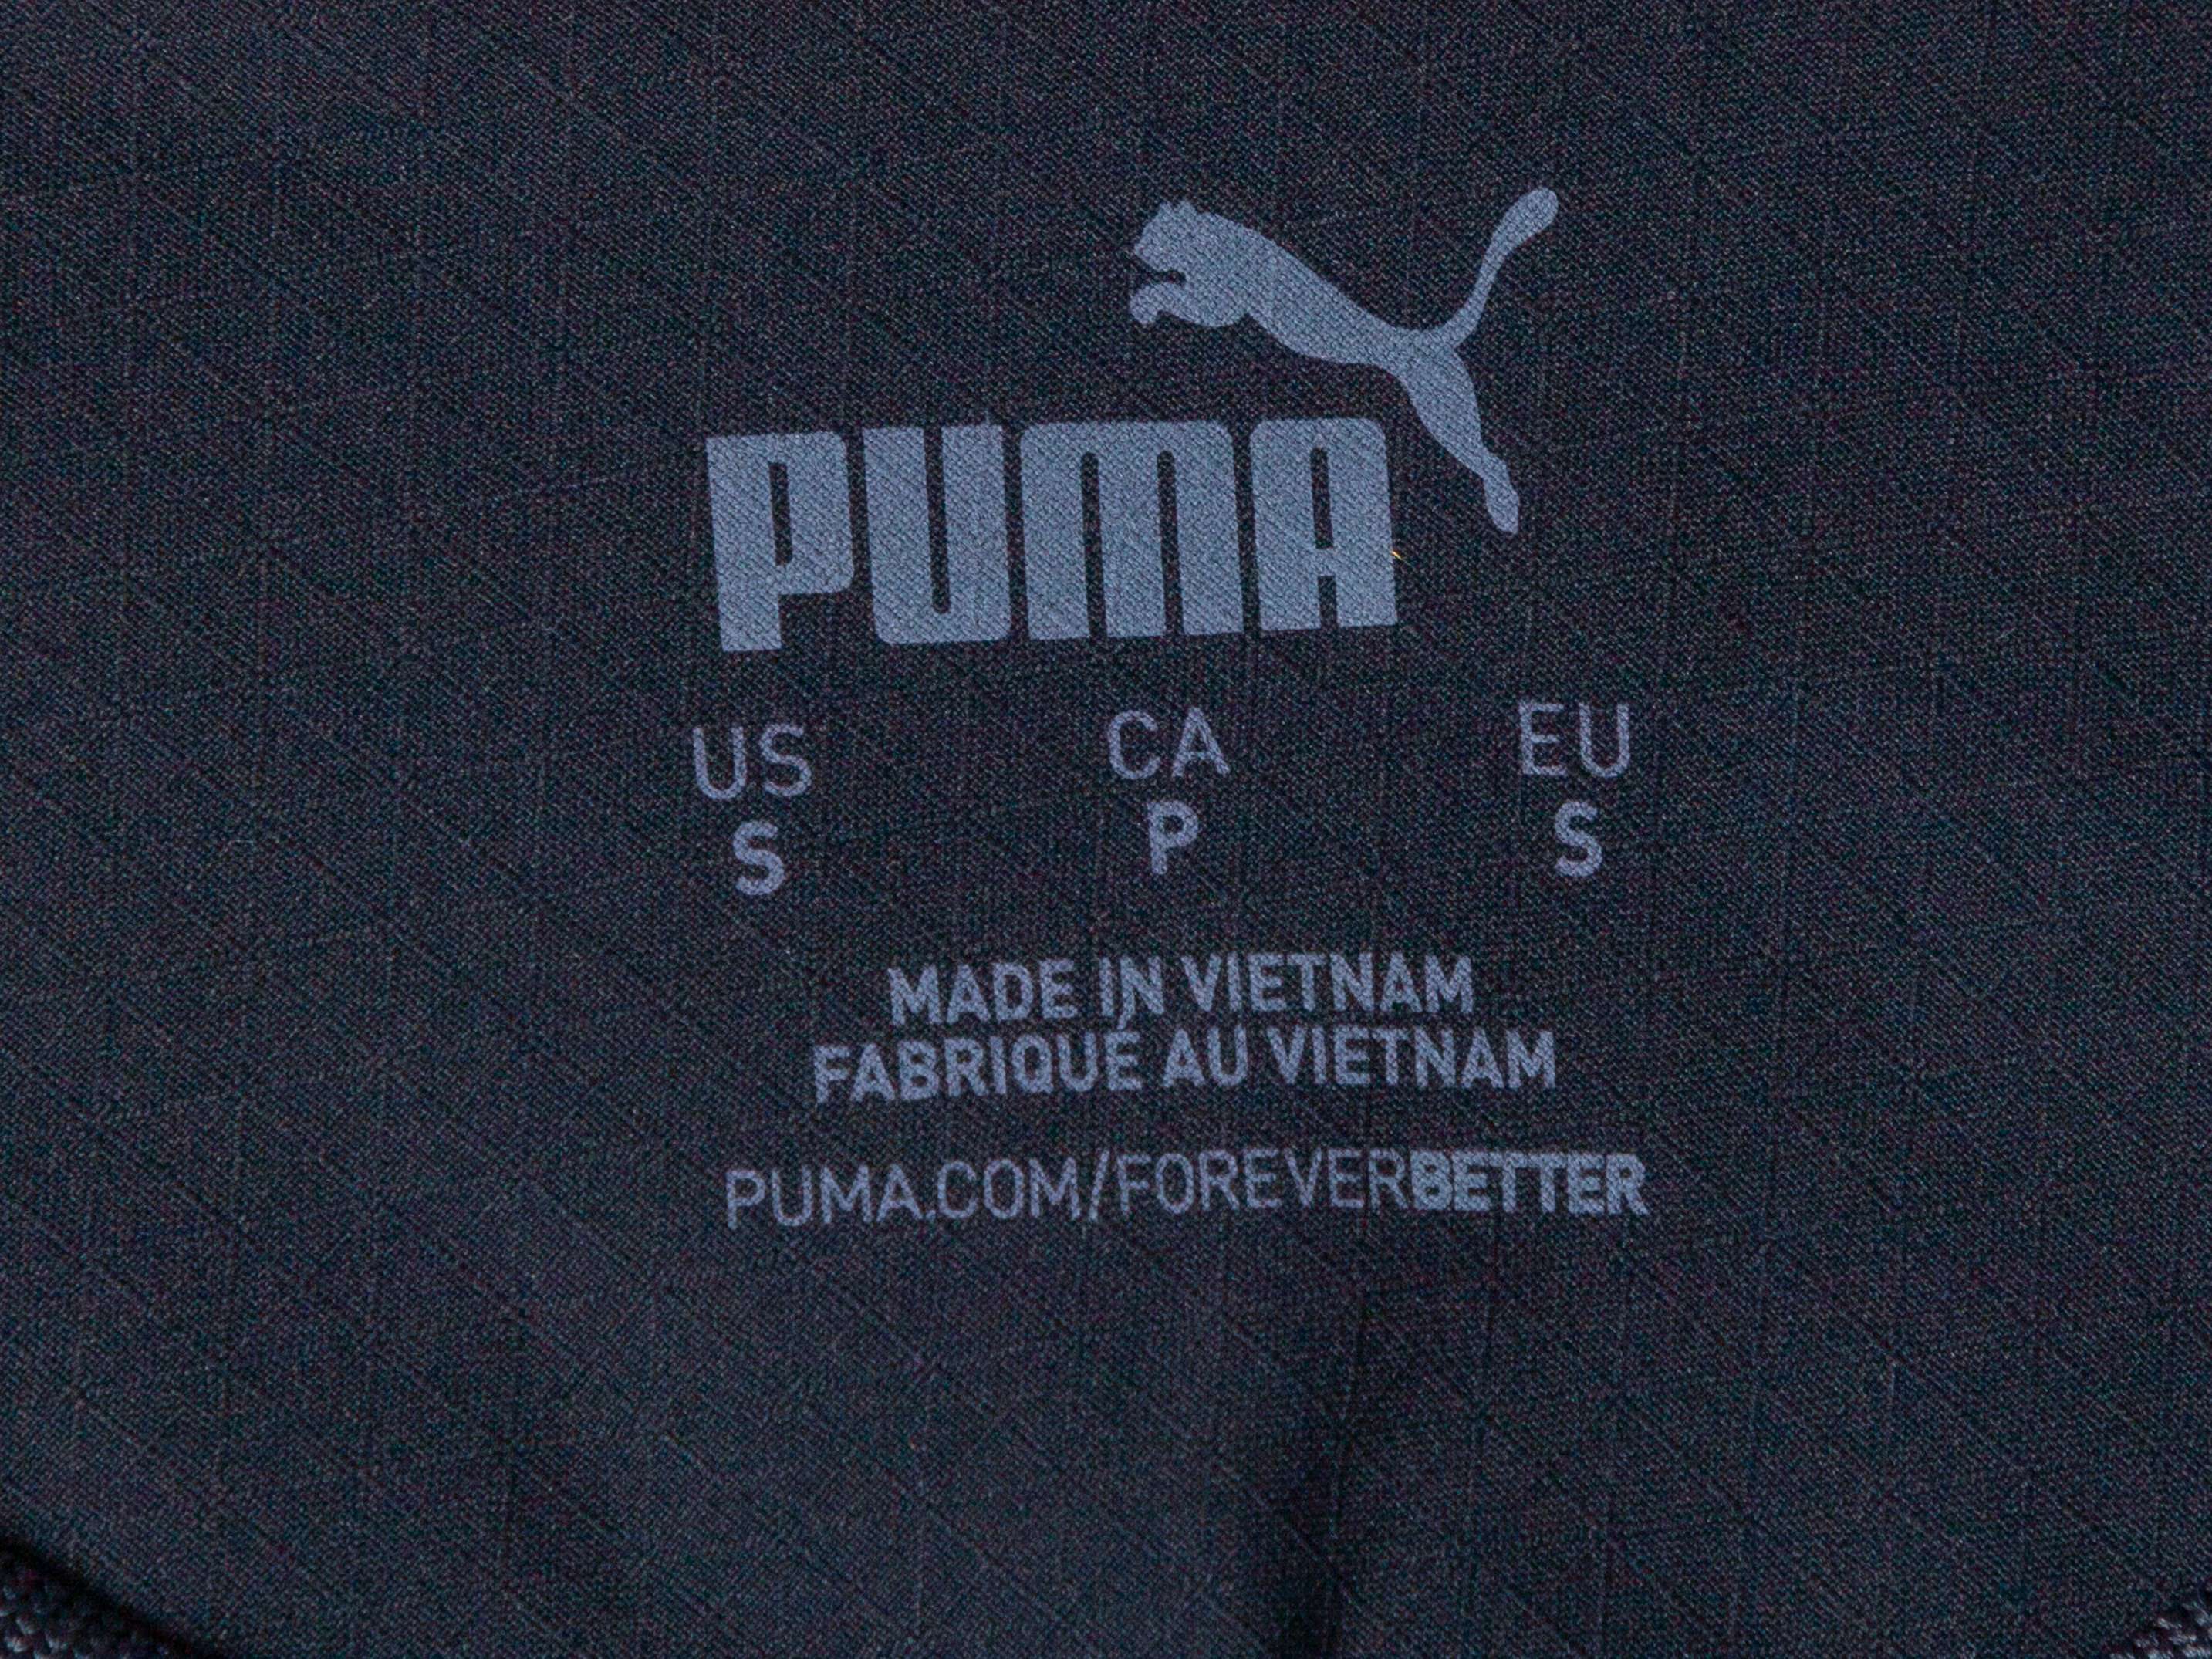 PUMA
US CA EU
S P S
MADE IN VIETNAM
FABRIQUÉ AU VIETNAM
PUMA.COM/FOREVERBETTER